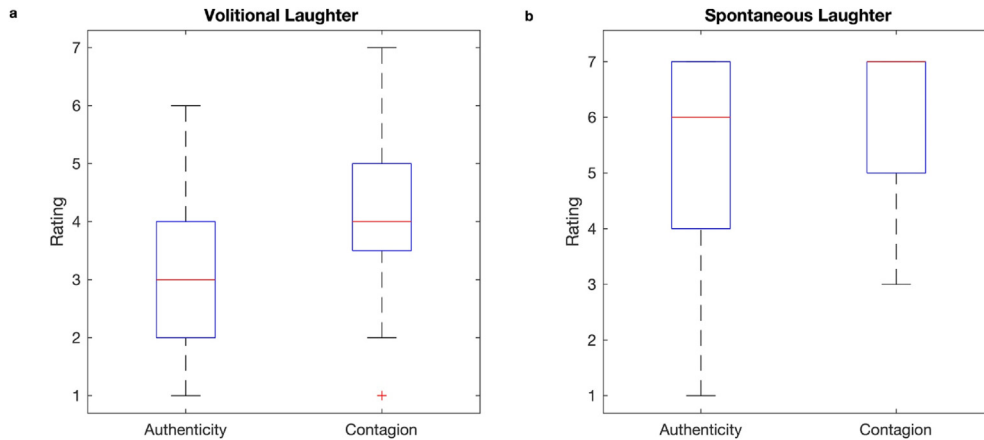 a
Volitional Laughter
7
6
5
4
3
2
1
Rating
Authenticity
Contagion
b
Spontaneous Laughter
7
6
5
4
3
2
1
Rating
Authenticity
Contagion